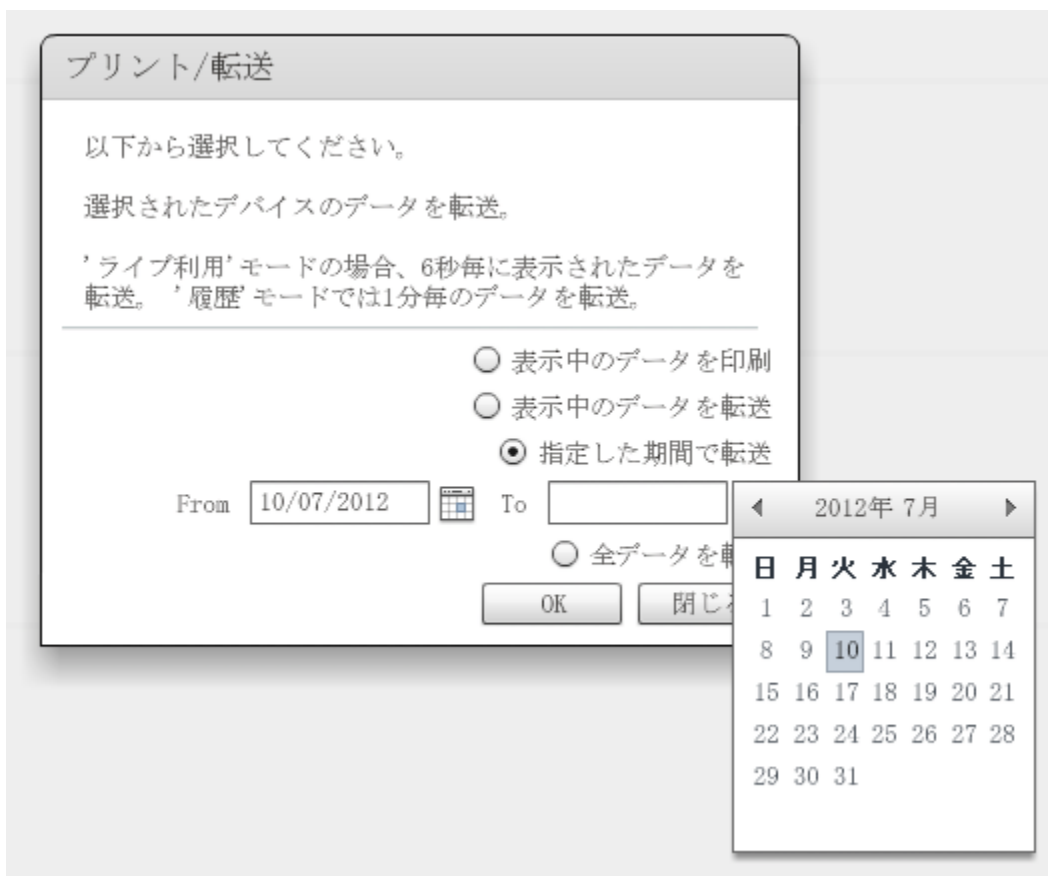 プリント/転送
以下から選択してください。
選択されたデバイスのデータを転送。
'ライブ利用'モードの場合、6秒毎に表示されたデータを
転送。 '履歴'モードでは1分毎のデータを転送。
表示中のデータを印刷
表示中のデータを転送
指定した期間で転送
From 10/07/2012 To
全データを
OK 閉じ
2012年 7月
日 月 火 水 木 金 土
1 2 3 4 5 6 7
8 9 10 11 12 13 14
15 16 17 18 19 20 21
22 23 24 25 26 27 28
29 30 31